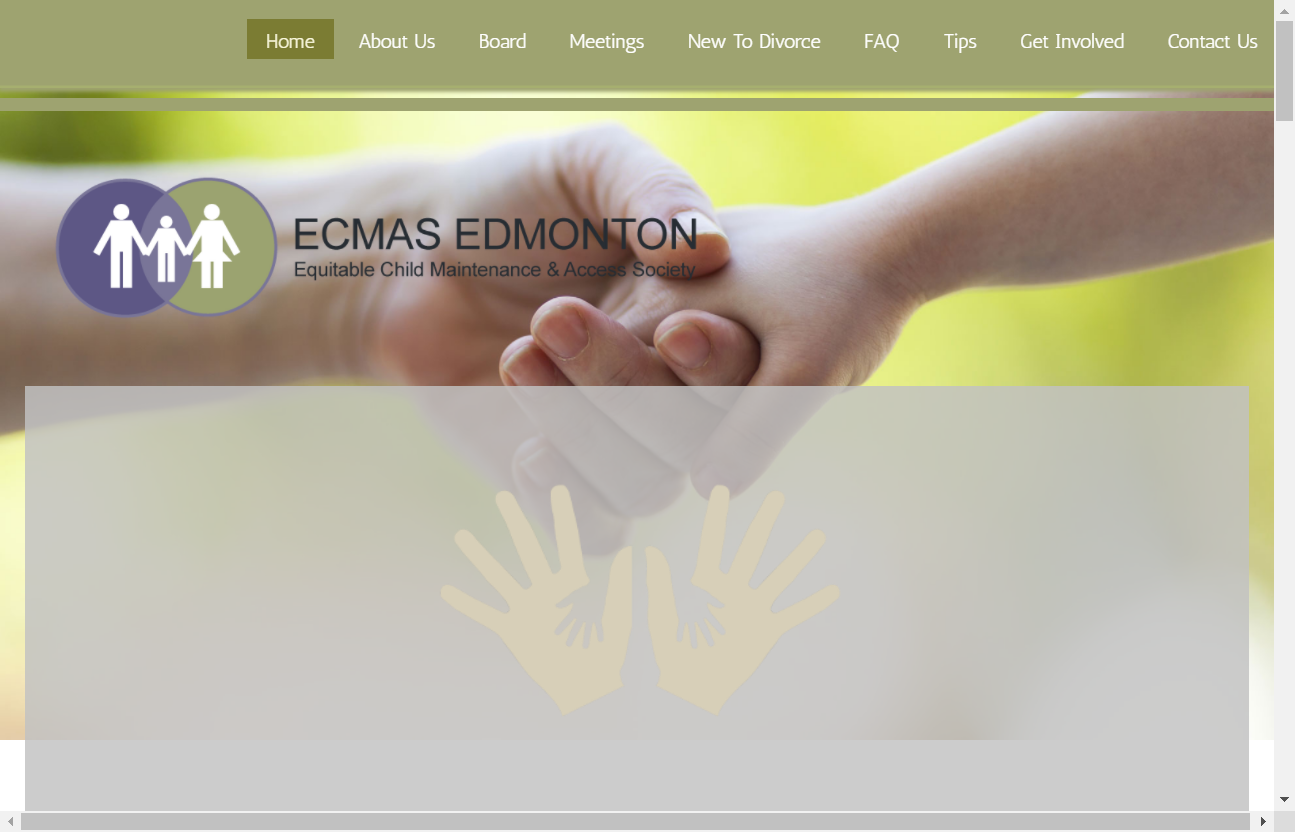 Home About Us Board Meetings New To Divorce FAQ Tips Get Involved Contact Us
ECMAS EDMONTON
Equitable Child Maintenance & Access Society